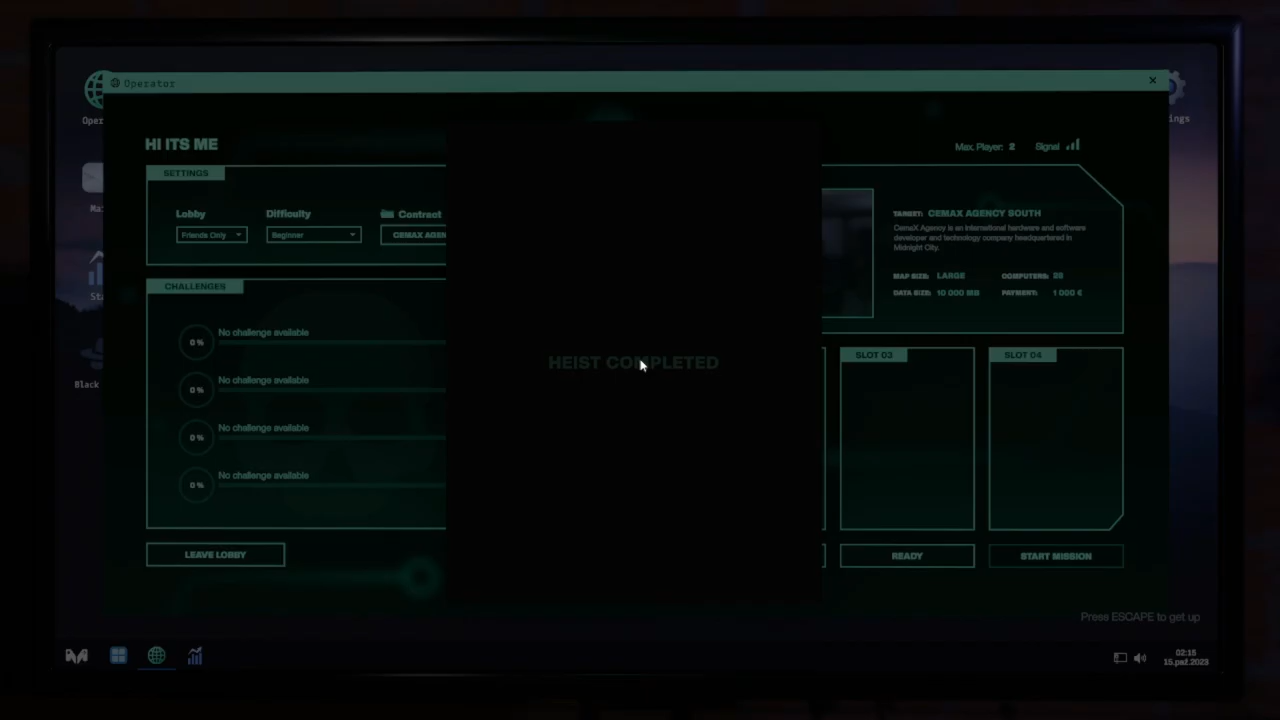 Operator
Oper
ings
HI ITS ME
Max. Player: 2
Signal
SETTINGS
Lobby
Difficulty
Contract
Friends Only
Beginner
CEMAX AGEN
TARGET: CEMAX AGENCY SOUTH
CemaX Agency is an international hardware and software
developer and technology company headquartered in
Midnight City.
MAP SIZE: LARGE
COMPUTERS: 28
DATA SIZE: 10 000 MB
PAYMENT: 1 000 €
Ma
Sta
Black
CHALLENGES
No challenge available
0 %
No challenge available
0 %
No challenge available
0 %
No challenge available
0 %
HEIST COMPLETED
SLOT 03
SLOT 04
LEAVE LOBBY
READY
START MISSION
Press ESCAPE to get up
02:15
15.paź.2023